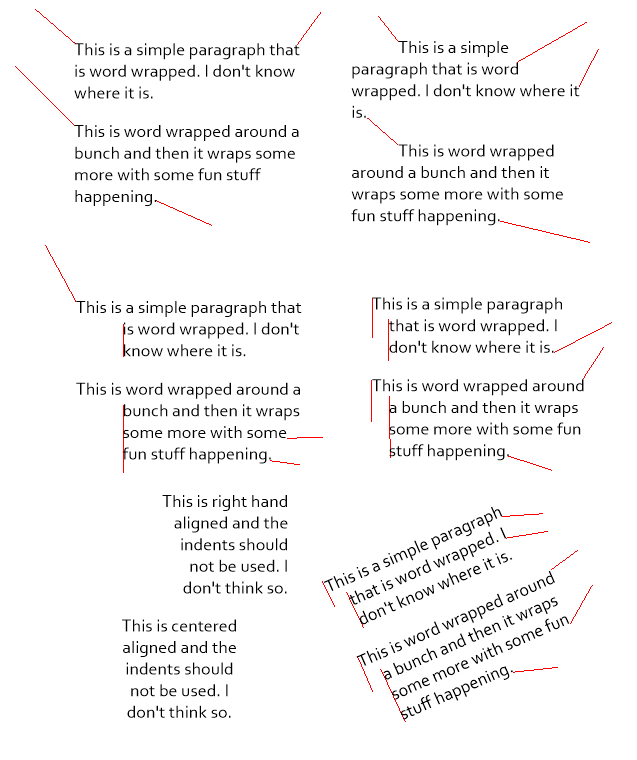 This is a simple paragraph that
is word wrapped. I don't know
where it is.
This is word wrapped around a
bunch and then it wraps some
more with some fun stuff
happening.
This is a simple
paragraph that is word
wrapped. I don't know where it
is.
This is word wrapped
around a bunch and then it
wraps some more with some
fun stuff happening.
This is a simple paragraph that
is word wrapped. I don't
know where it is.
This is word wrapped around a
bunch and then it wraps
some more with some
fun stuff happening.
This is a simple paragraph
that is word wrapped. I
don't know where it is.
This is word wrapped around
a bunch and then it wraps
some more with some fun
stuff happening.
This is right hand
aligned and the
indents should
not be used. I
don't think so.
This is centered
aligned and the
indents should
not be used. I
don't think so.
This is a simple paragraph
that is word wrapped. I
don't know where it is.
This is word wrapped around
a bunch and then it wraps
some more with some fun
stuff happening.